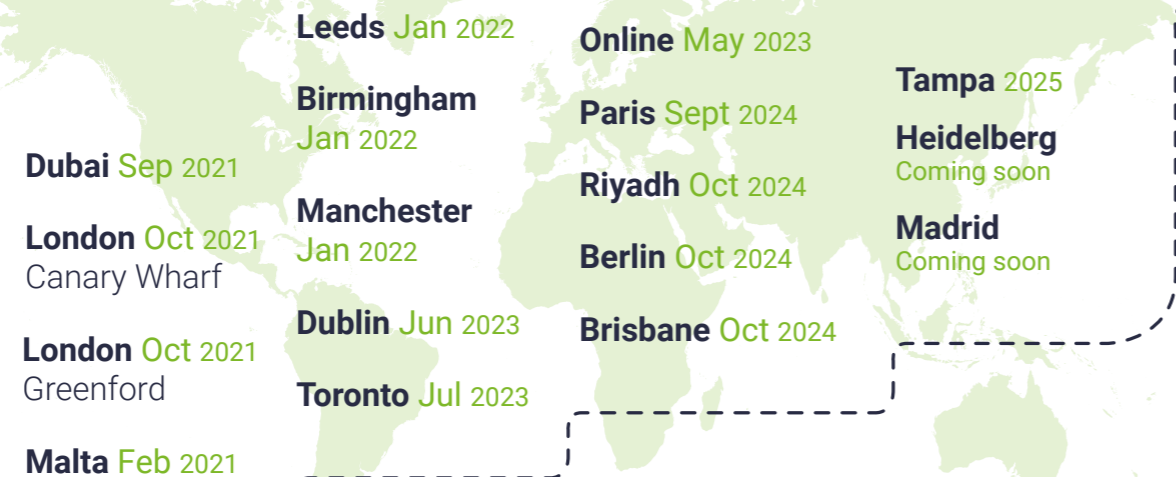 Dubai Sep 2021
London Oct 2021
Canary Wharf
London Oct 2021
Greenford
Malta Feb 2021
Leeds Jan 2022
Birmingham
Jan 2022
Manchester
Jan 2022
Dublin Jun 2023
Toronto Jul 2023
Online May 2023
Paris Sept 2024
Riyadh Oct 2024
Berlin Oct 2024
Brisbane Oct 2024
Tampa 2025
Heidelberg
Coming soon
Madrid
Coming soon